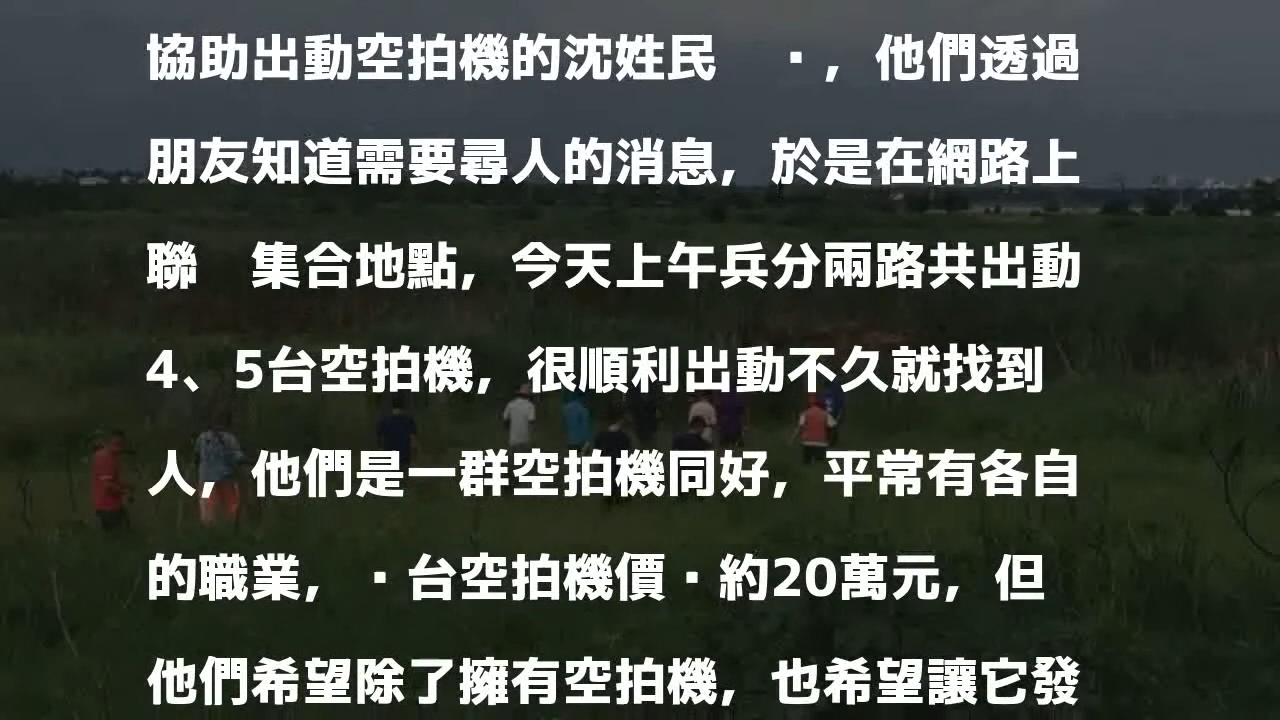 協助出動空拍機的沈姓民　·，他們透過
朋友知道需要尋人的消息，於是在網路上
聯　集合地點，今天上午兵分兩路共出動
4、5台空拍機，很順利出動不久就找到
人，他們是一群空拍機同好，平常有各自
的職業，·台空拍機價·約20萬元，但
他們希望除了擁有空拍機，也希望讓它發